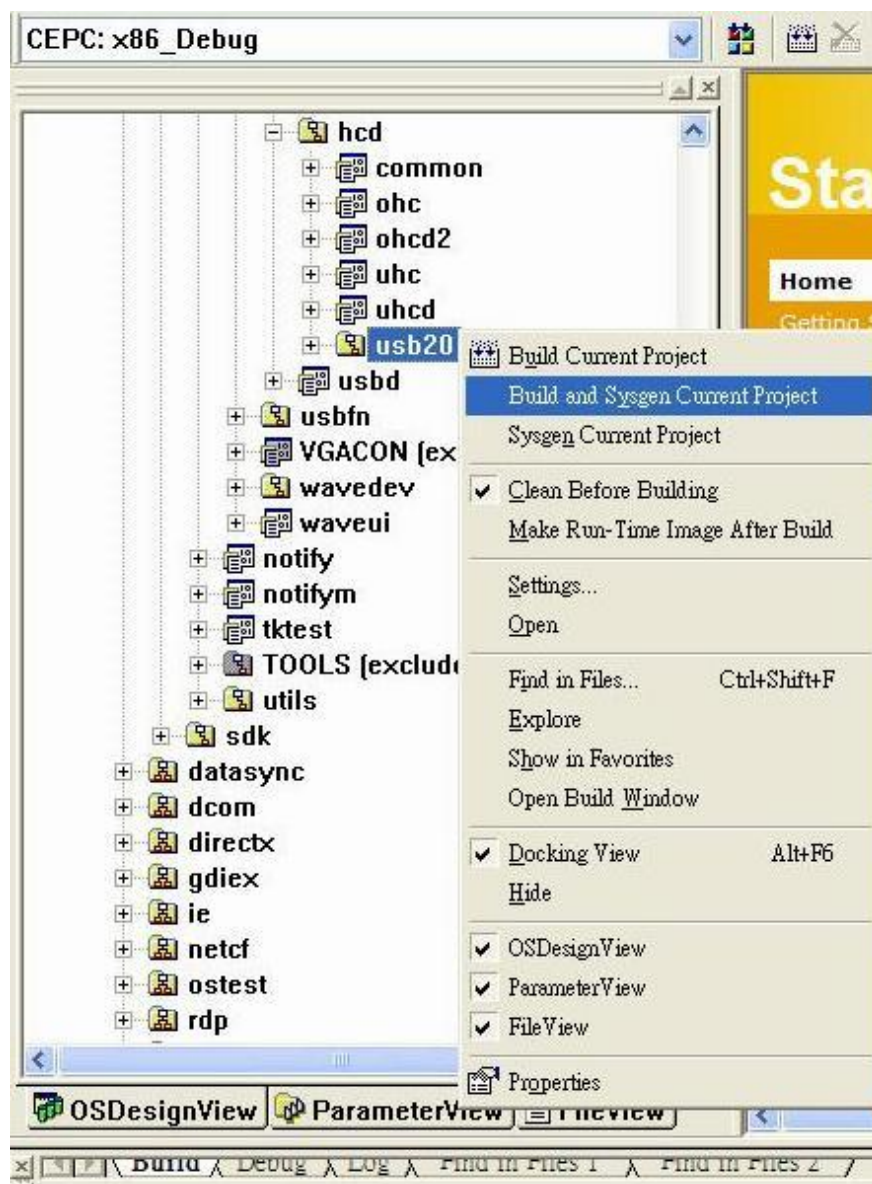 CEPC: x86_Debug
hcd
common
ohc
ohcd2
uhc
uhcd
usb20
usbd
usbfn
VGACON (ex
wavedev
waveui
notify
notifym
tktest
TOOLS (exclude
utils
sdk
datasync
dcom
directx
gdiex
ie
netcf
ostest
rdp
Sta
Home
Getting S
Build Current Project
Build and Sysgen Current Project
Sysgen Current Project
Clean Before Building
Make Run-Time Image After Build
Settings...
Open
Find in Files... Ctrl+Shift+F
Explore
Show in Favorites
Open Build Window
Docking View Alt+F6
Hide
OSDesignView
ParameterView
FileView
Properties
OSDesignView ParameterView FileView
Build Debug Log Find in Files 1 Find in Files 2